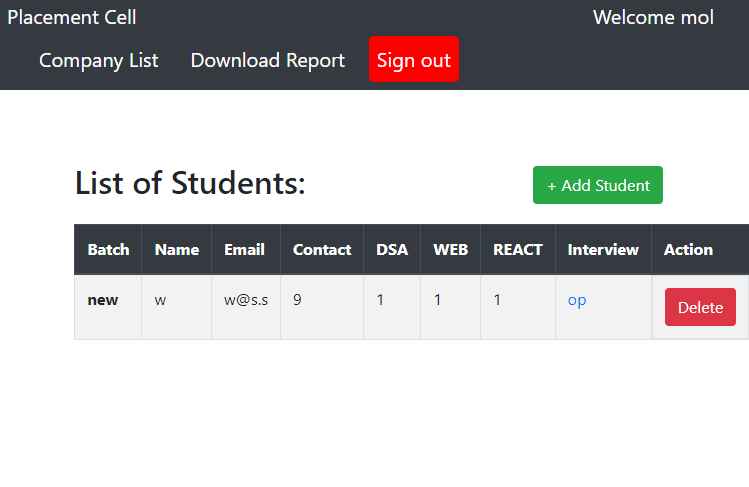 Placement Cell Welcome mol
Company List Download Report Sign out
List of Students: + Add Student
Batch Name Email Contact DSA WEB REACT Interview Action
new w w@s.s 9 1 1 1 op Delete